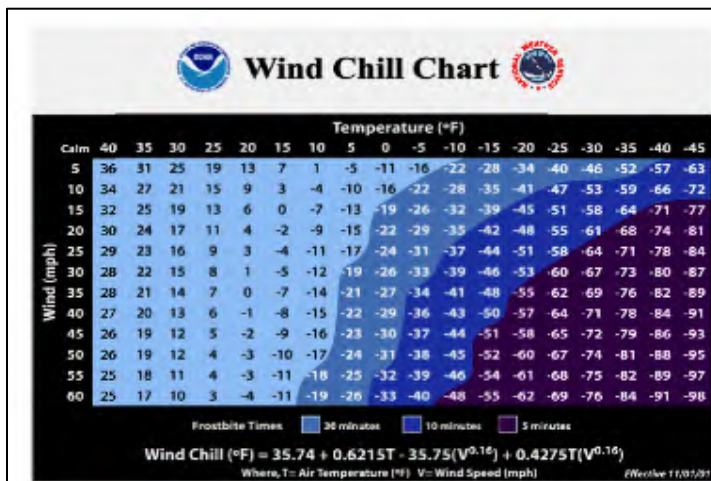 Wind Chill Chart
Temperature (°F)
Calm 40 35 30 25 20 15 10 5 0 -5 -10 -15 -20 -25 -30 -35 -40 -45
5 36 31 25 19 13 7 1 -5 -11 -16 -22 -28 -34 -40 -46 -52 -57 -63
10 34 27 21 15 9 3 -4 -10 -16 -22 -28 -35 -41 -47 -53 -59 -66 -72
15 32 25 19 13 6 0 -7 -13 -19 -26 -32 -39 -45 -51 -58 -64 -71 -77
20 30 24 17 11 4 -2 -9 -15 -22 -29 -35 -42 -48 -55 -61 -68 -74 -81
25 29 23 16 9 3 -4 -11 -17 -24 -31 -37 -44 -51 -58 -64 -71 -78 -84
30 28 22 15 8 1 -5 -12 -19 -26 -33 -39 -46 -53 -60 -67 -73 -80 -87
35 28 21 14 7 0 -7 -14 -21 -27 -34 -41 -48 -55 -62 -69 -76 -82 -89
40 27 20 13 6 -1 -8 -15 -22 -29 -36 -43 -50 -57 -64 -71 -78 -84 -91
45 26 19 12 5 -2 -9 -16 -23 -30 -37 -44 -51 -58 -65 -72 -79 -86 -93
50 26 19 12 4 -3 -10 -17 -24 -31 -38 -45 -52 -60 -67 -74 -81 -88 -95
55 25 18 11 4 -3 -11 -18 -25 -32 -39 -46 -54 -61 -68 -75 -82 -89 -97
60 25 17 10 3 -4 -11 -19 -26 -33 -40 -48 -55 -62 -69 -76 -84 -91 -98
Wind (mph)
Frostbite Times 30 minutes 10 minutes 5 minutes
Wind Chill (°F) = 35.74 + 0.6215T - 35.75(V0.16) + 0.4275T(V0.16)
Where, T= Air Temperature (°F) V= Wind Speed (mph)
Effective 11/01/01